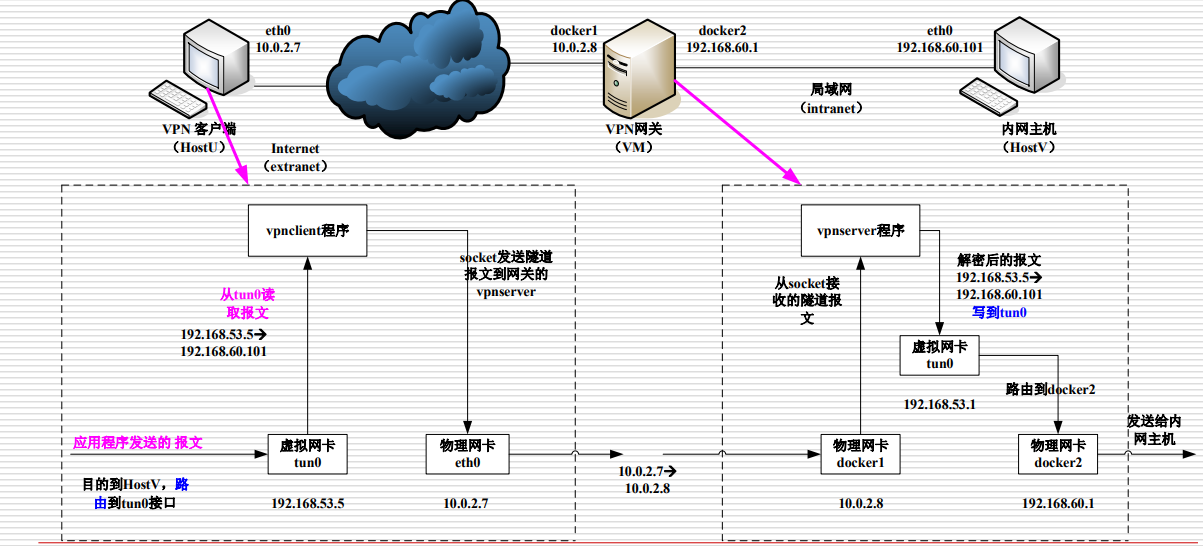 eth0
10.0.2.7
docker1
10.0.2.8
docker2
192.168.60.1
eth0
192.168.60.101
局域网
（intranet）
VPN 客户端
（HostU）
Internet
（extranet）
VPN网关
（VM）
内网主机
（HostV）
vpnclient程序
socket发送隧道
报文到网关的
vpnserver
从tun0读
取报文
192.168.53.5→
192.168.60.101
应用程序发送的 报文
虚拟网卡
tun0
物理网卡
eth0
目的到HostV，路
由到tun0接口
192.168.53.5
10.0.2.7
10.0.2.7→
10.0.2.8
vpnserver程序
从socket接
收的隧道报
文
解密后的报文
192.168.53.5→
192.168.60.101
写到tun0
虚拟网卡
tun0
192.168.53.1
路由到docker2
物理网卡
docker1
物理网卡
docker2
发送给内
网主机
10.0.2.8
192.168.60.1